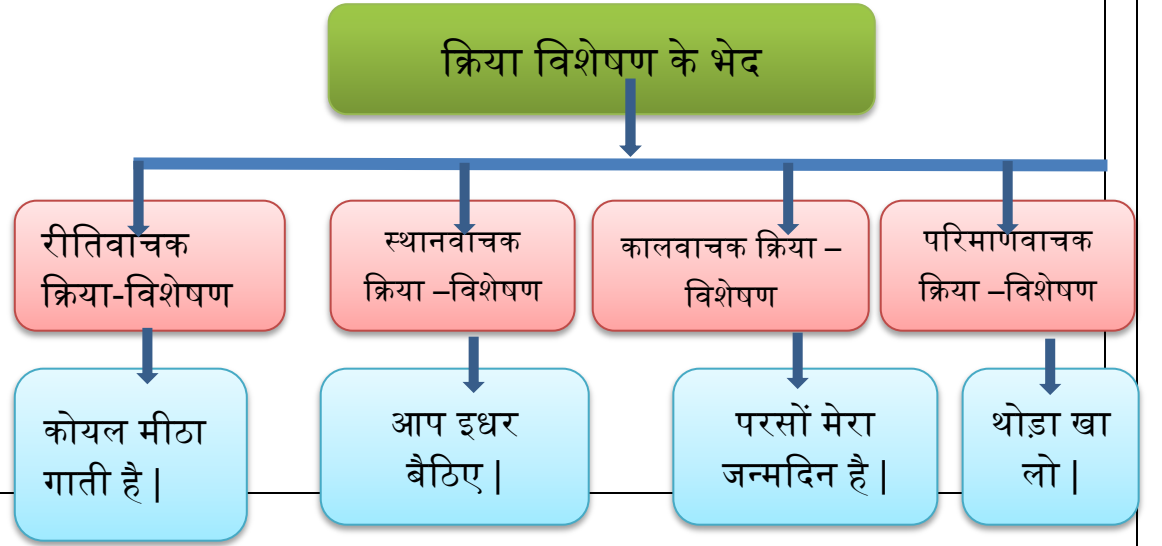 क्रिया विशेषण के भेद
रीतिवाचक
क्रिया-विशेषण
स्थानवाचक
क्रिया –विशेषण
कालवाचक क्रिया –
विशेषण
परिमाणवाचक
क्रिया –विशेषण
कोयल मीठा
गाती है |
आप इधर
बैठिए |
परसों मेरा
जन्मदिन है |
थोड़ा खा
लो |